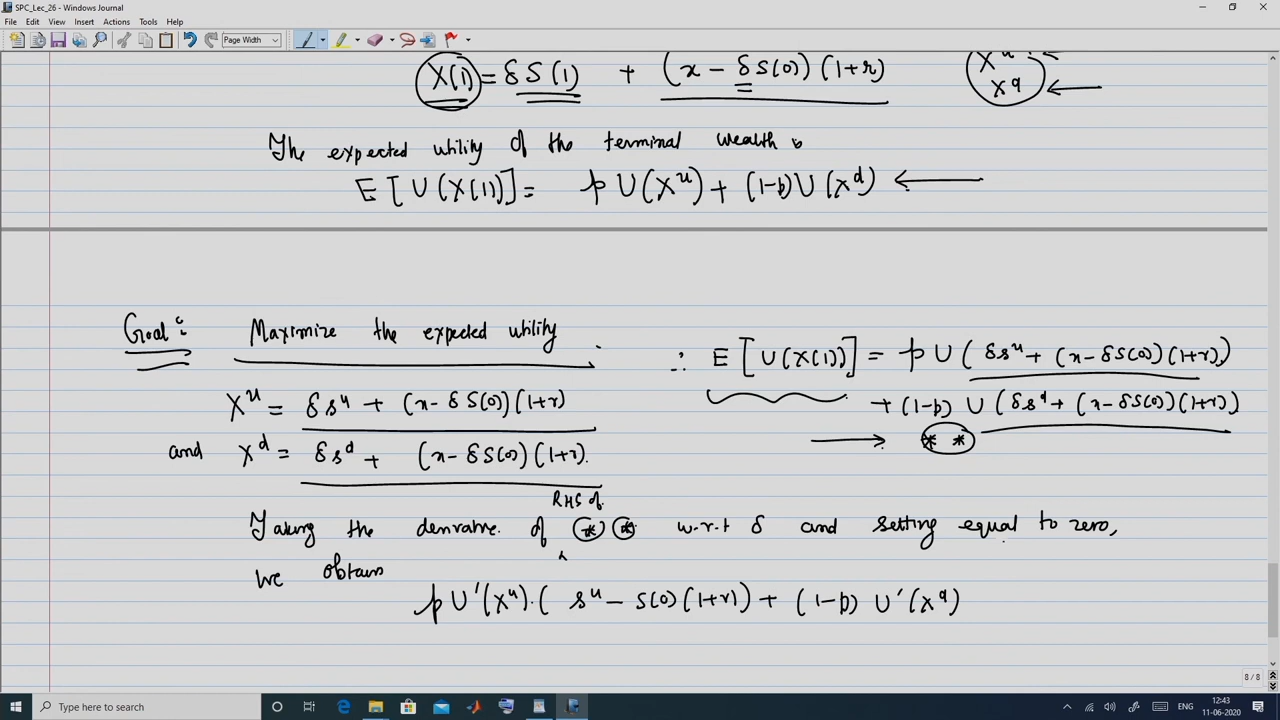 SPC_Lec_26 - Windows Journal
File Edit View Insert Actions Tools Help
Page Width
X(1) = δ S(1) + (x - δ S(0)) (1+r)
X^u
X^d
The expected utility of the terminal wealth is
E[U(X(1))] = p U(X^u) + (1-p) U(X^d)
Goal: Maximize the expected utility
X^u = δ s^u + (x - δ S(0)) (1+r)
and X^d = δ s^d + (x - δ S(0)) (1+r).
∴ E[U(X(1))] = p U(δ s^u + (x - δ S(0)) (1+r))
+ (1-p) U(δ s^d + (x - δ S(0)) (1+r))
→ **
RHS of
Taking the derivative of ** w.r.t δ and setting equal to zero,
we obtain
p U'(X^u).(s^u - S(0)(1+r)) + (1-p) U'(X^d)
8 / 8
Type here to search
ENG
12:43
11-06-2020